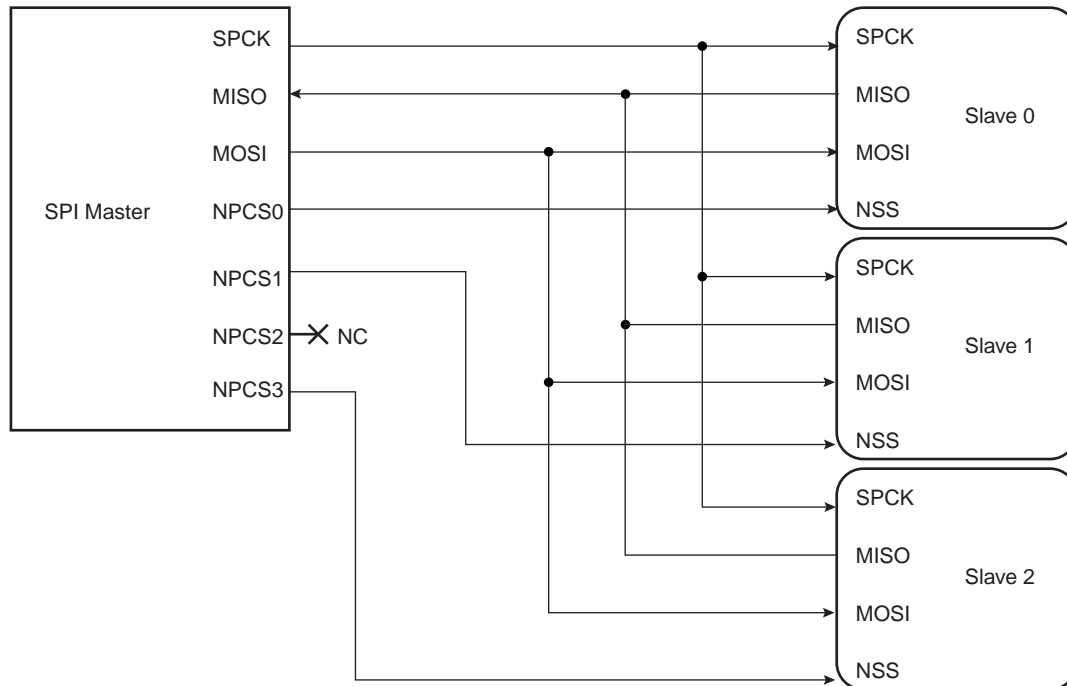 SPI Master
SPCK
MISO
MOSI
NPCS0
NPCS1
NPCS2
NC
NPCS3
SPCK
MISO
Slave 0
MOSI
NSS
SPCK
MISO
Slave 1
MOSI
NSS
SPCK
MISO
Slave 2
MOSI
NSS